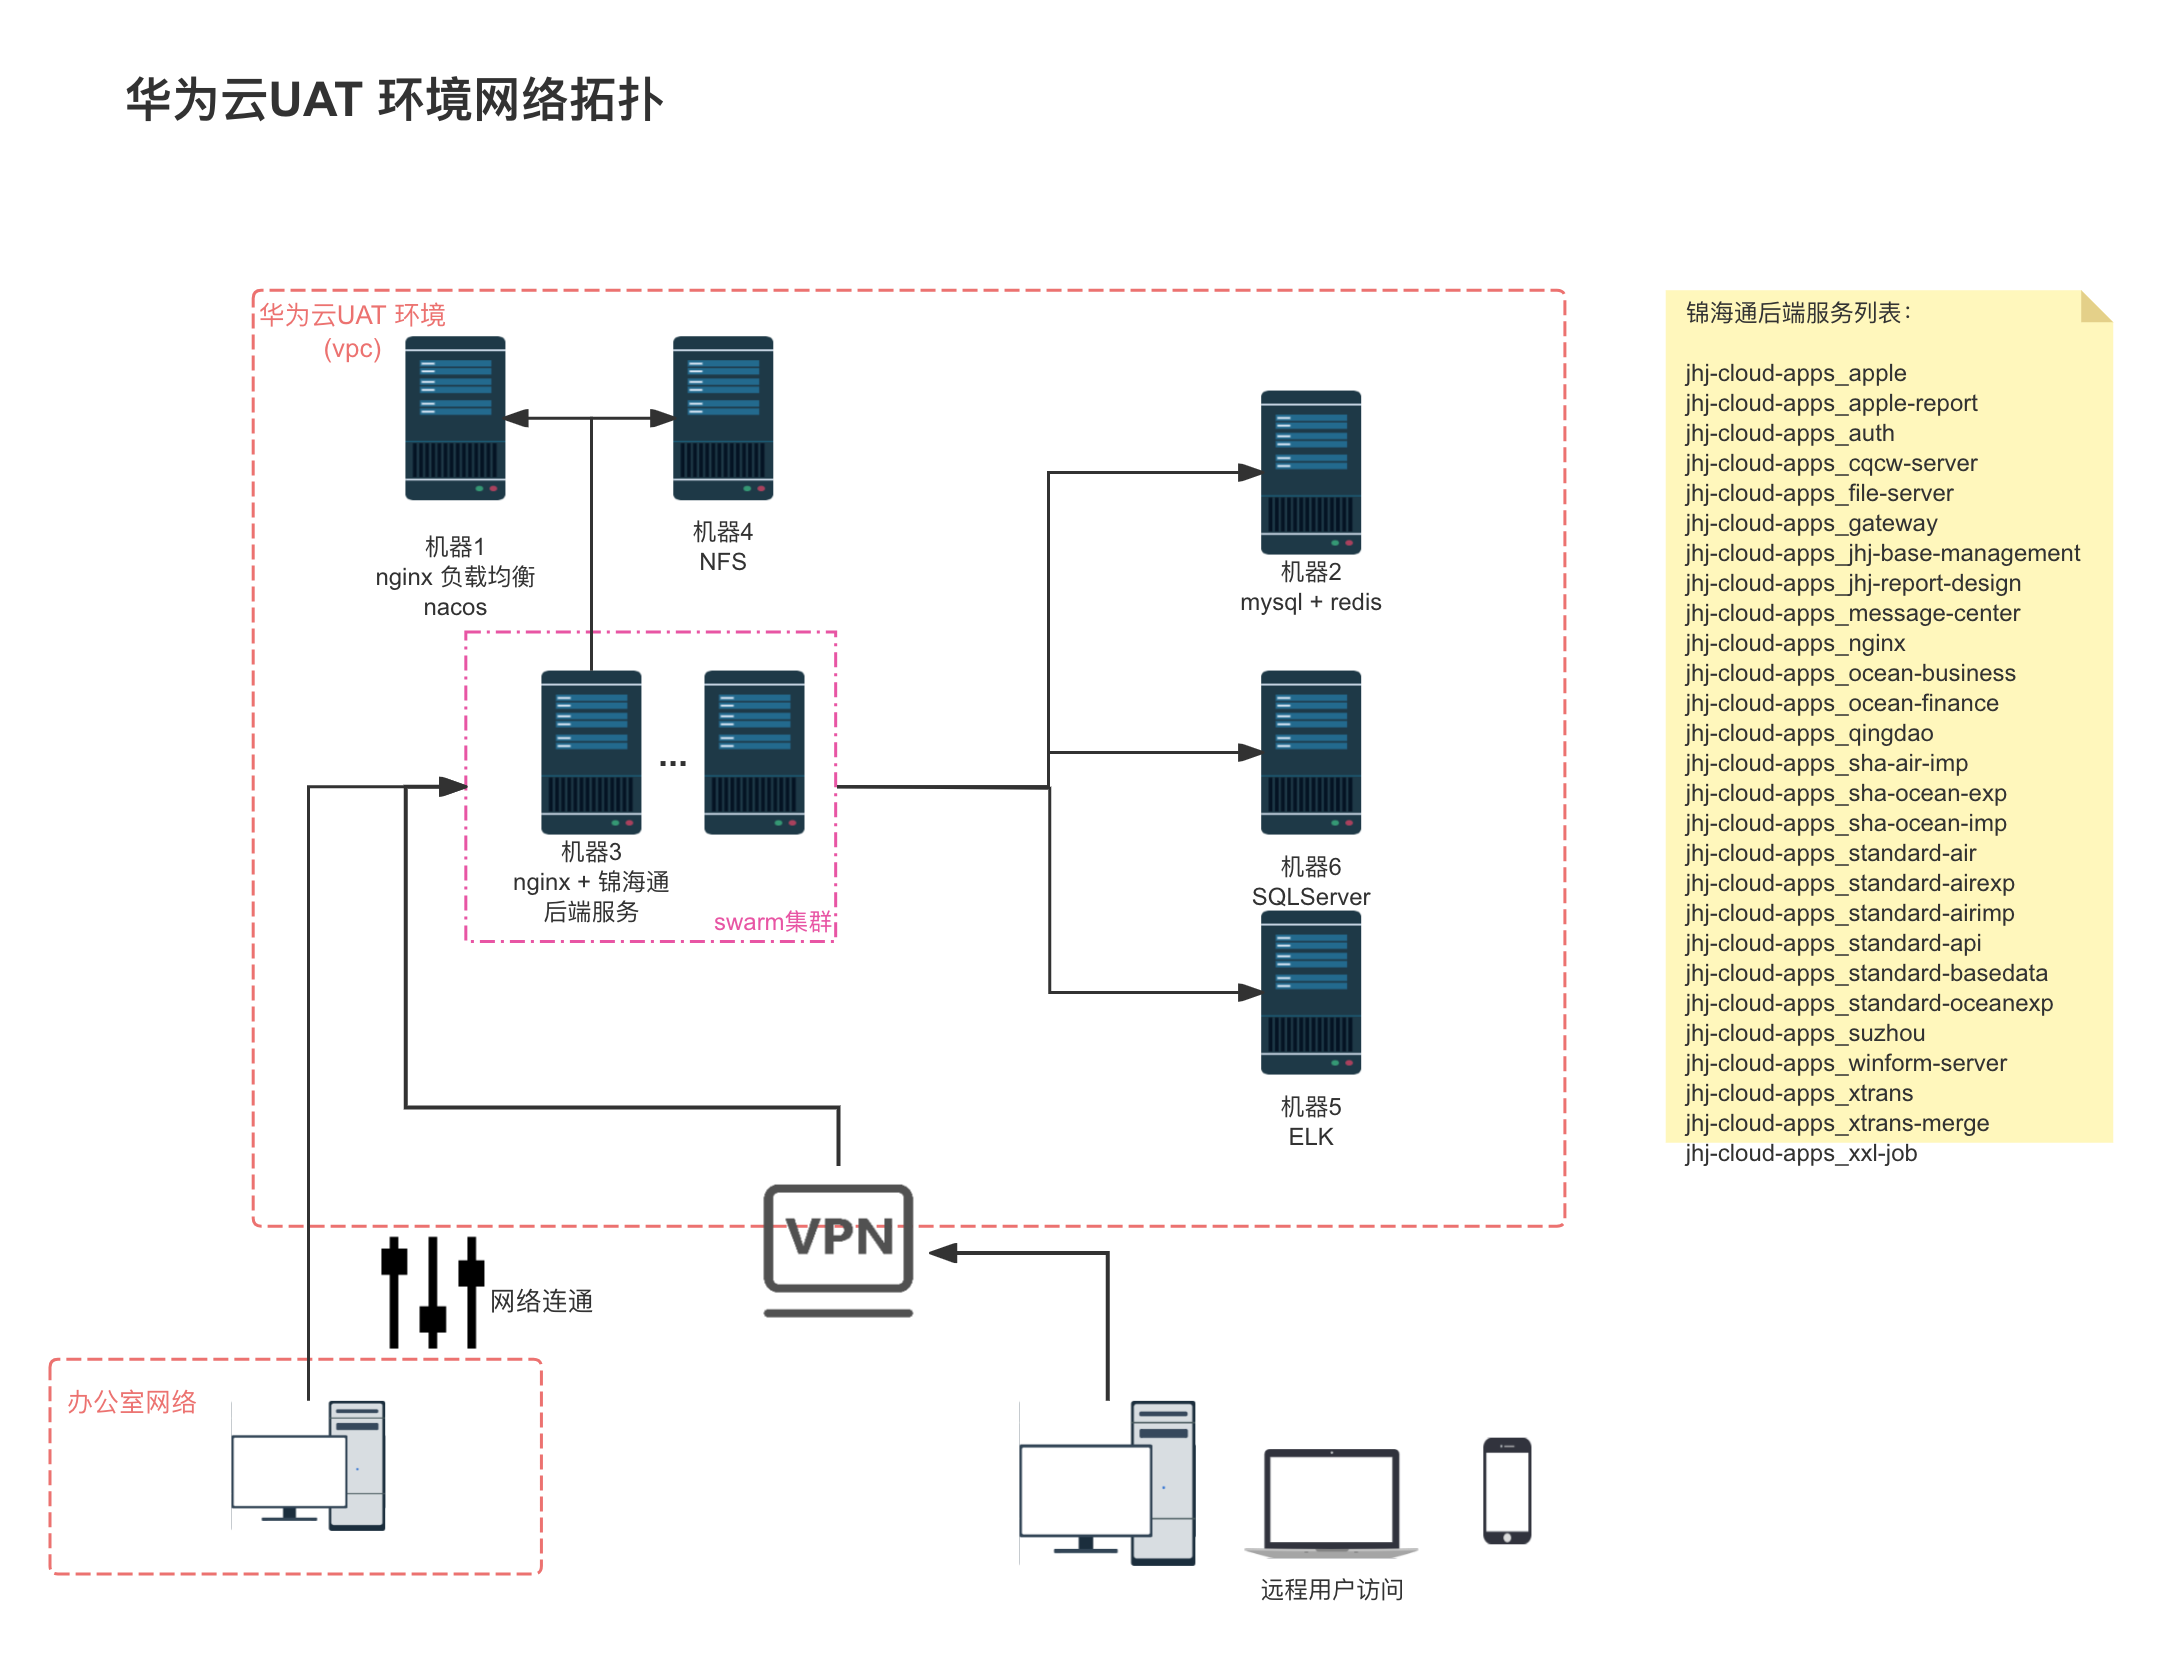 华为云UAT 环境网络拓扑
华为云UAT 环境
(vpc)
机器1
nginx 负载均衡
nacos
机器4
NFS
机器2
mysql + redis
...
机器3
nginx + 锦海通
后端服务
swarm集群
机器6
SQLServer
机器5
ELK
VPN
网络连通
办公室网络
远程用户访问
锦海通后端服务列表：
jhj-cloud-apps_apple
jhj-cloud-apps_apple-report
jhj-cloud-apps_auth
jhj-cloud-apps_cqcw-server
jhj-cloud-apps_file-server
jhj-cloud-apps_gateway
jhj-cloud-apps_jhj-base-management
jhj-cloud-apps_jhj-report-design
jhj-cloud-apps_message-center
jhj-cloud-apps_nginx
jhj-cloud-apps_ocean-business
jhj-cloud-apps_ocean-finance
jhj-cloud-apps_qingdao
jhj-cloud-apps_sha-air-imp
jhj-cloud-apps_sha-ocean-exp
jhj-cloud-apps_sha-ocean-imp
jhj-cloud-apps_standard-air
jhj-cloud-apps_standard-airexp
jhj-cloud-apps_standard-airimp
jhj-cloud-apps_standard-api
jhj-cloud-apps_standard-basedata
jhj-cloud-apps_standard-oceanexp
jhj-cloud-apps_suzhou
jhj-cloud-apps_winform-server
jhj-cloud-apps_xtrans
jhj-cloud-apps_xtrans-merge
jhj-cloud-apps_xxl-job